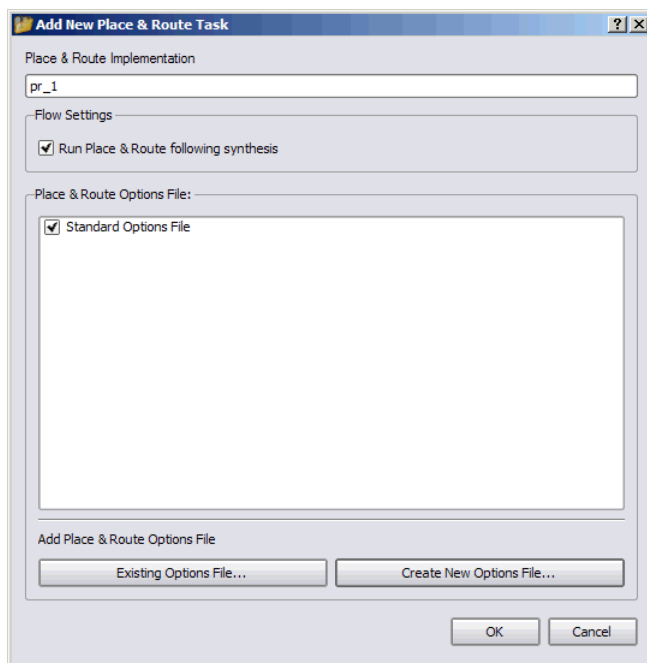 Add New Place & Route Task
Place & Route Implementation
pr_1
Flow Settings
Run Place & Route following synthesis
Place & Route Options File:
Standard Options File
Add Place & Route Options File
Existing Options File...
Create New Options File...
OK
Cancel